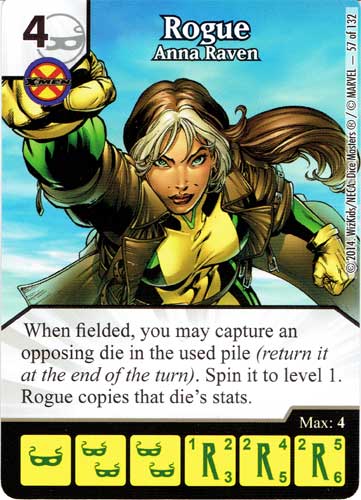 4
Rogue
Anna Raven
X-MEN
© 2014. WizKids/NECA. Dice Masters ® / © MARVEL — 57 of 132
When fielded, you may capture an
opposing die in the used pile (return it
at the end of the turn). Spin it to level 1.
Rogue copies that die's stats.
Max: 4
1 R 2 3
2 R 4 5
2 R 5 6